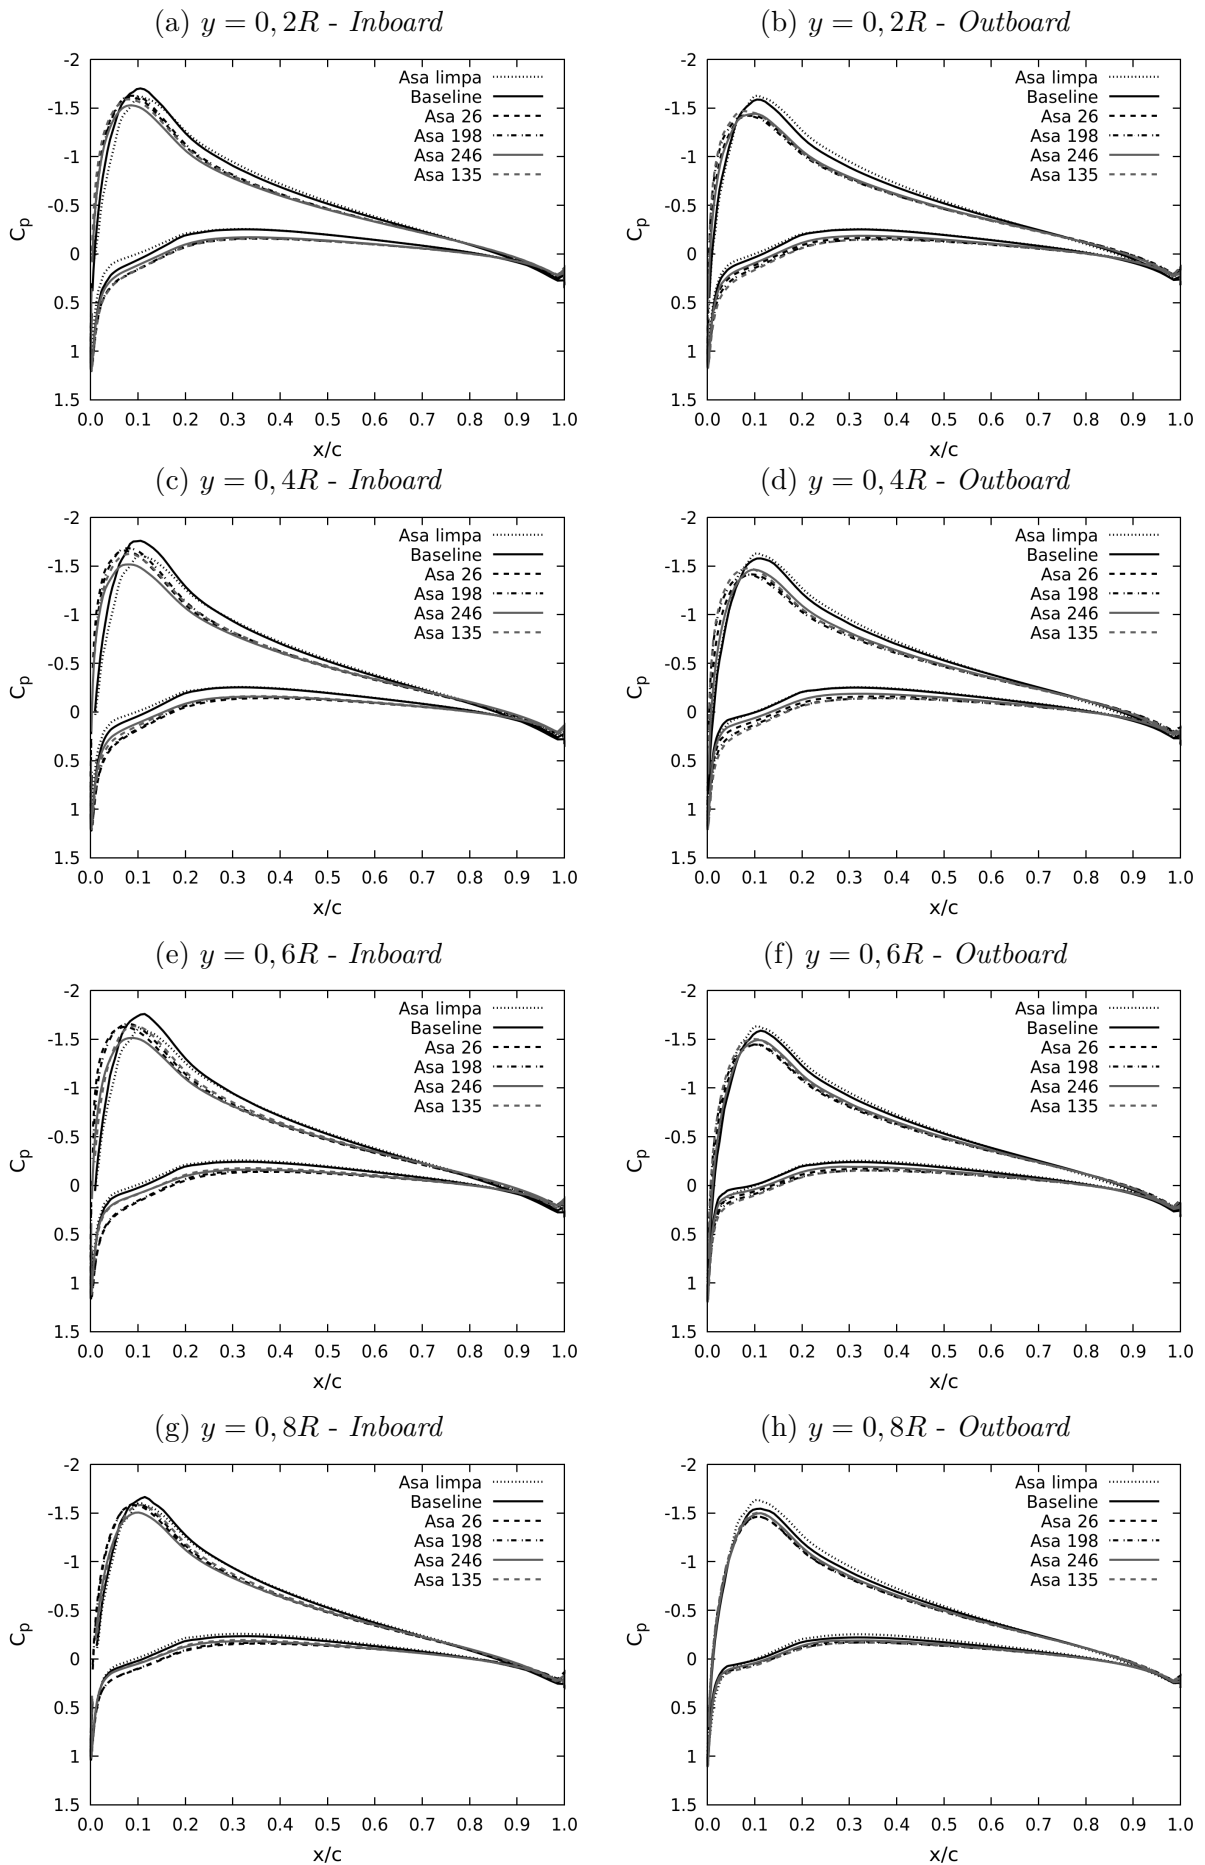 (a) y = 0, 2R - Inboard
-2
-1.5
-1
-0.5
0
0.5
1
1.5
Cp
Asa limpa
Baseline
Asa 26
Asa 198
Asa 246
Asa 135
0.0 0.1 0.2 0.3 0.4 0.5 0.6 0.7 0.8 0.9 1.0
x/c
(b) y = 0, 2R - Outboard
-2
-1.5
-1
-0.5
0
0.5
1
1.5
Cp
Asa limpa
Baseline
Asa 26
Asa 198
Asa 246
Asa 135
0.0 0.1 0.2 0.3 0.4 0.5 0.6 0.7 0.8 0.9 1.0
x/c
(c) y = 0, 4R - Inboard
-2
-1.5
-1
-0.5
0
0.5
1
1.5
Cp
Asa limpa
Baseline
Asa 26
Asa 198
Asa 246
Asa 135
0.0 0.1 0.2 0.3 0.4 0.5 0.6 0.7 0.8 0.9 1.0
x/c
(d) y = 0, 4R - Outboard
-2
-1.5
-1
-0.5
0
0.5
1
1.5
Cp
Asa limpa
Baseline
Asa 26
Asa 198
Asa 246
Asa 135
0.0 0.1 0.2 0.3 0.4 0.5 0.6 0.7 0.8 0.9 1.0
x/c
(e) y = 0, 6R - Inboard
-2
-1.5
-1
-0.5
0
0.5
1
1.5
Cp
Asa limpa
Baseline
Asa 26
Asa 198
Asa 246
Asa 135
0.0 0.1 0.2 0.3 0.4 0.5 0.6 0.7 0.8 0.9 1.0
x/c
(f) y = 0, 6R - Outboard
-2
-1.5
-1
-0.5
0
0.5
1
1.5
Cp
Asa limpa
Baseline
Asa 26
Asa 198
Asa 246
Asa 135
0.0 0.1 0.2 0.3 0.4 0.5 0.6 0.7 0.8 0.9 1.0
x/c
(g) y = 0, 8R - Inboard
-2
-1.5
-1
-0.5
0
0.5
1
1.5
Cp
Asa limpa
Baseline
Asa 26
Asa 198
Asa 246
Asa 135
0.0 0.1 0.2 0.3 0.4 0.5 0.6 0.7 0.8 0.9 1.0
x/c
(h) y = 0, 8R - Outboard
-2
-1.5
-1
-0.5
0
0.5
1
1.5
Cp
Asa limpa
Baseline
Asa 26
Asa 198
Asa 246
Asa 135
0.0 0.1 0.2 0.3 0.4 0.5 0.6 0.7 0.8 0.9 1.0
x/c